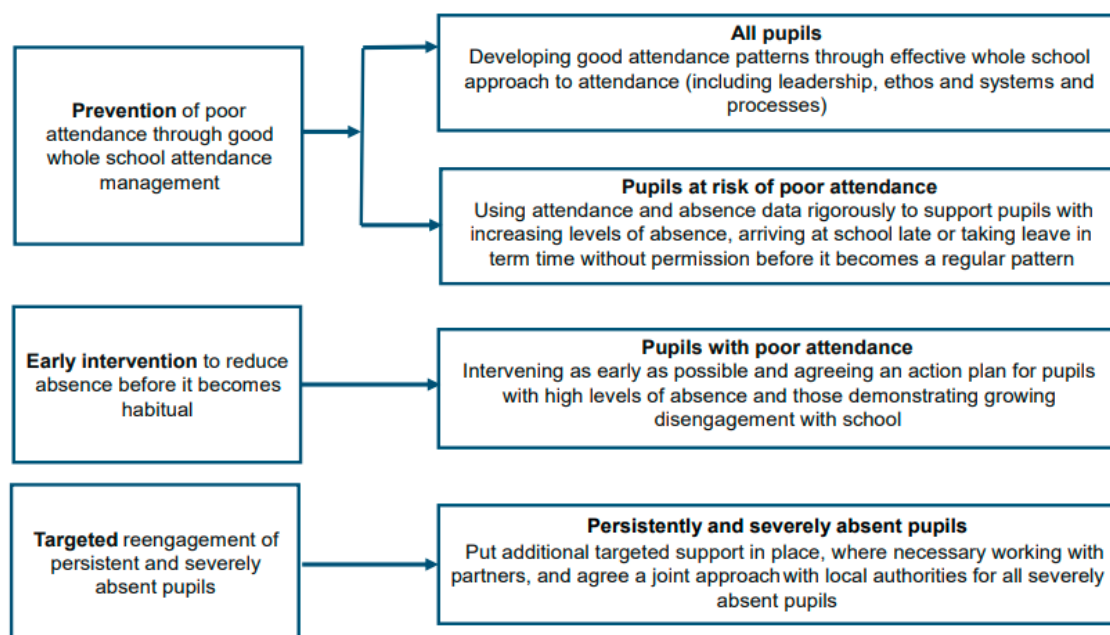 Prevention of poor
attendance through good
whole school attendance
management
All pupils
Developing good attendance patterns through effective whole school
approach to attendance (including leadership, ethos and systems and
processes)
Pupils at risk of poor attendance
Using attendance and absence data rigorously to support pupils with
increasing levels of absence, arriving at school late or taking leave in
term time without permission before it becomes a regular pattern
Early intervention to reduce
absence before it becomes
habitual
Pupils with poor attendance
Intervening as early as possible and agreeing an action plan for pupils
with high levels of absence and those demonstrating growing
disengagement with school
Targeted reengagement of
persistent and severely
absent pupils
Persistently and severely absent pupils
Put additional targeted support in place, where necessary working with
partners, and agree a joint approach with local authorities for all severely
absent pupils